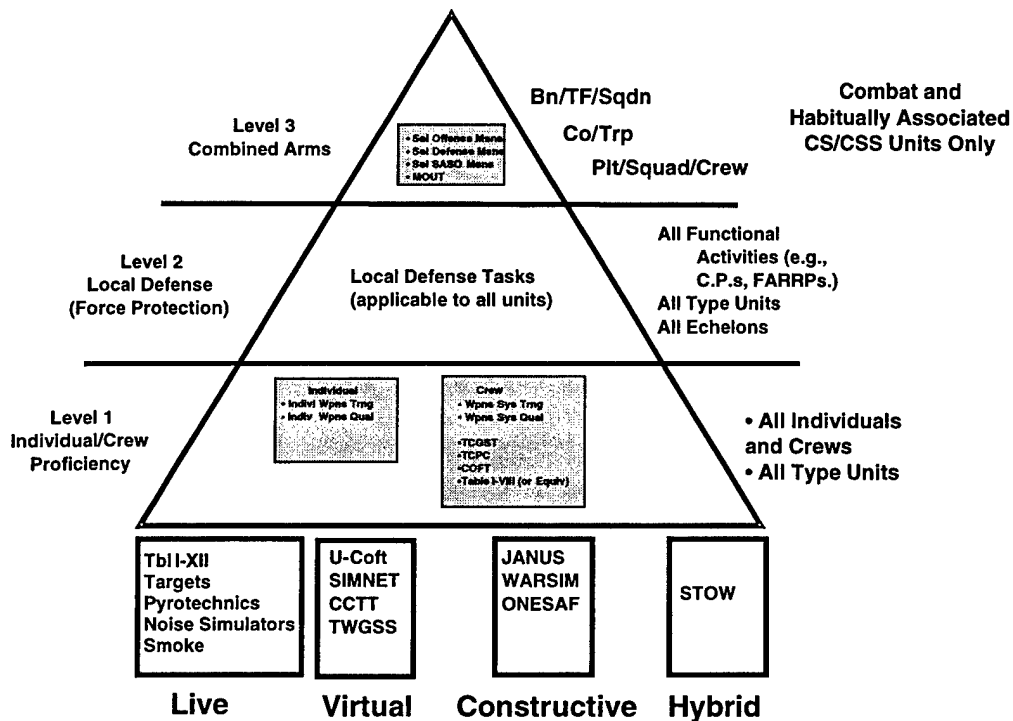 Level 3
Combined Arms
• Sel Offense Msns
• Sel Defense Msns
• Sel SASO Msns
• MOUT
Bn/TF/Sqdn
Co/Trp
Plt/Squad/Crew
Combat and
Habitually Associated
CS/CSS Units Only
Level 2
Local Defense
(Force Protection)
Local Defense Tasks
(applicable to all units)
All Functional
Activities (e.g.,
C.P.s, FARRPs.)
All Type Units
All Echelons
Level 1
Individual/Crew
Proficiency
Individual
• Indivl Wpns Trng
• Indiv Wpns Qual
Crew
• Wpns Sys Trng
• Wpns Sys Qual
•TCGST
•TCPC
•COFT
•Table I-VIII (or Equiv)
• All Individuals
and Crews
• All Type Units
Tbl I-XII
Targets
Pyrotechnics
Noise Simulators
Smoke
U-Coft
SIMNET
CCTT
TWGSS
JANUS
WARSIM
ONESAF
STOW
Live
Virtual
Constructive
Hybrid